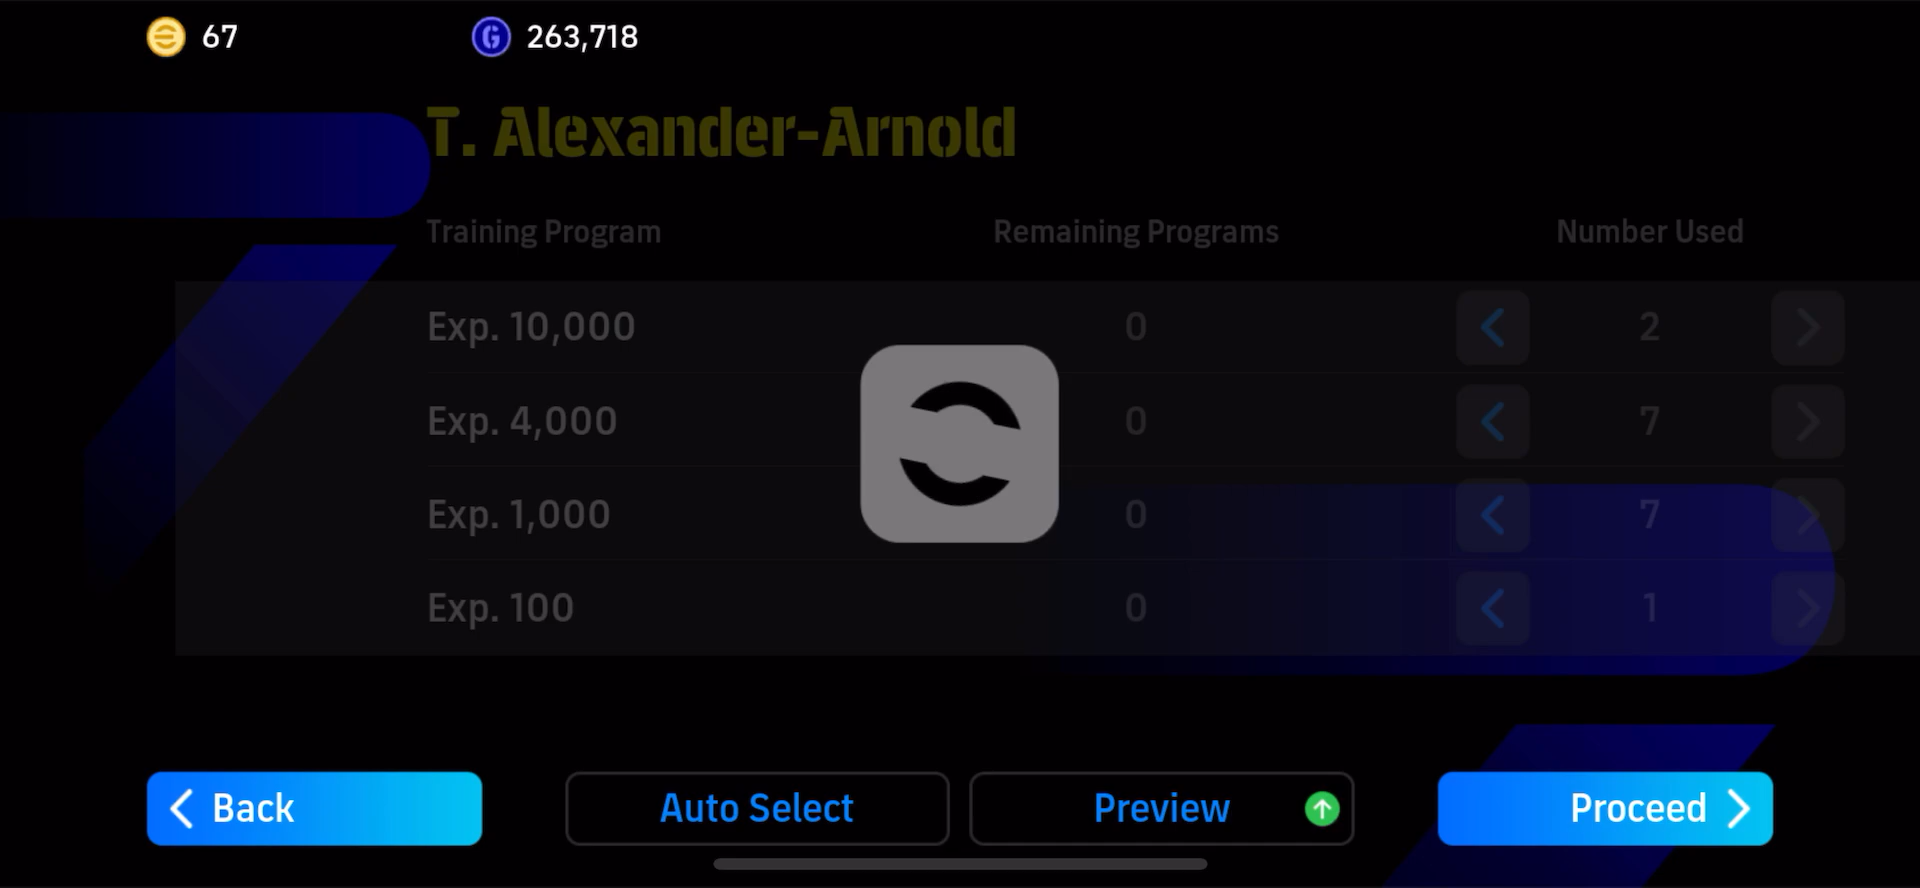 67 263,718
T. Alexander-Arnold
Training Program Remaining Programs Number Used
Exp. 10,000 0 2
Exp. 4,000 0 7
Exp. 1,000 0 7
Exp. 100 0 1
Back Auto Select Preview Proceed